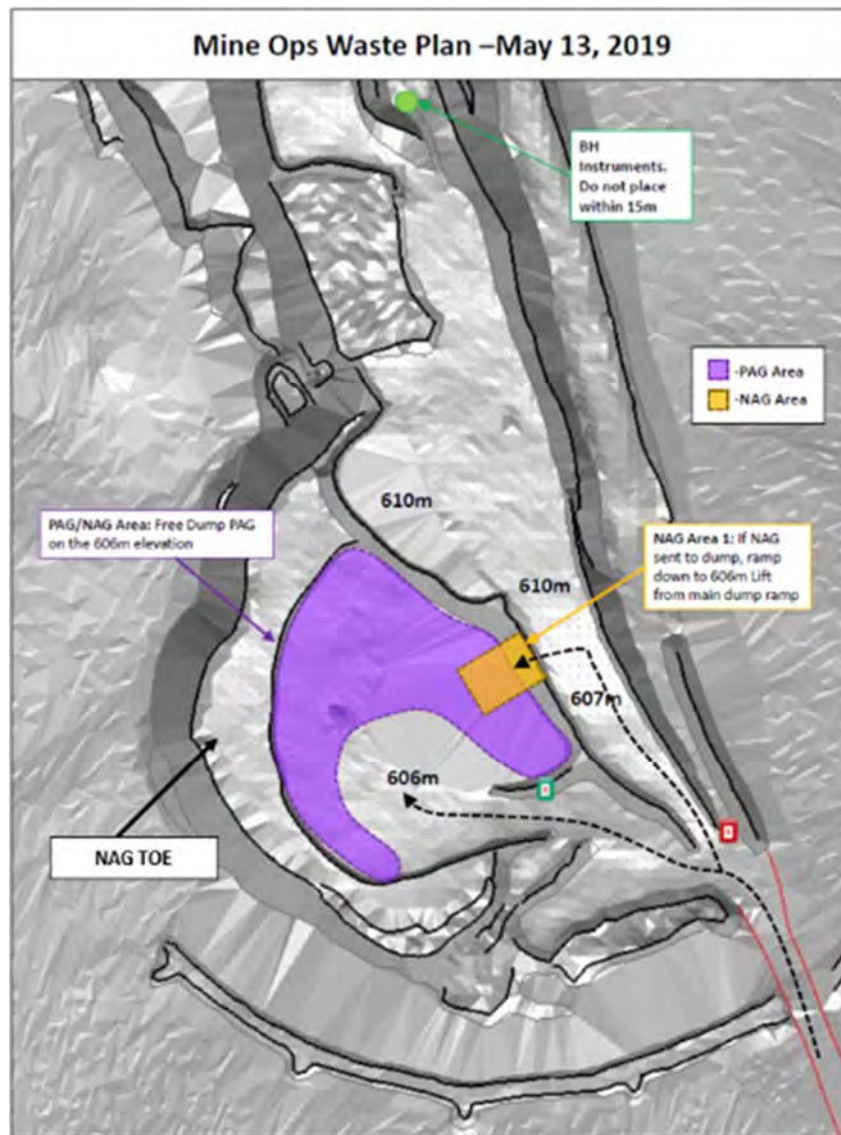 Mine Ops Waste Plan –May 13, 2019
BH
Instruments.
Do not place
within 15m
-PAG Area
-NAG Area
610m
PAG/NAG Area: Free Dump PAG
on the 606m elevation
NAG Area 1: If NAG
sent to dump, ramp
down to 606m Lift
from main dump ramp
610m
607m
606m
NAG TOE